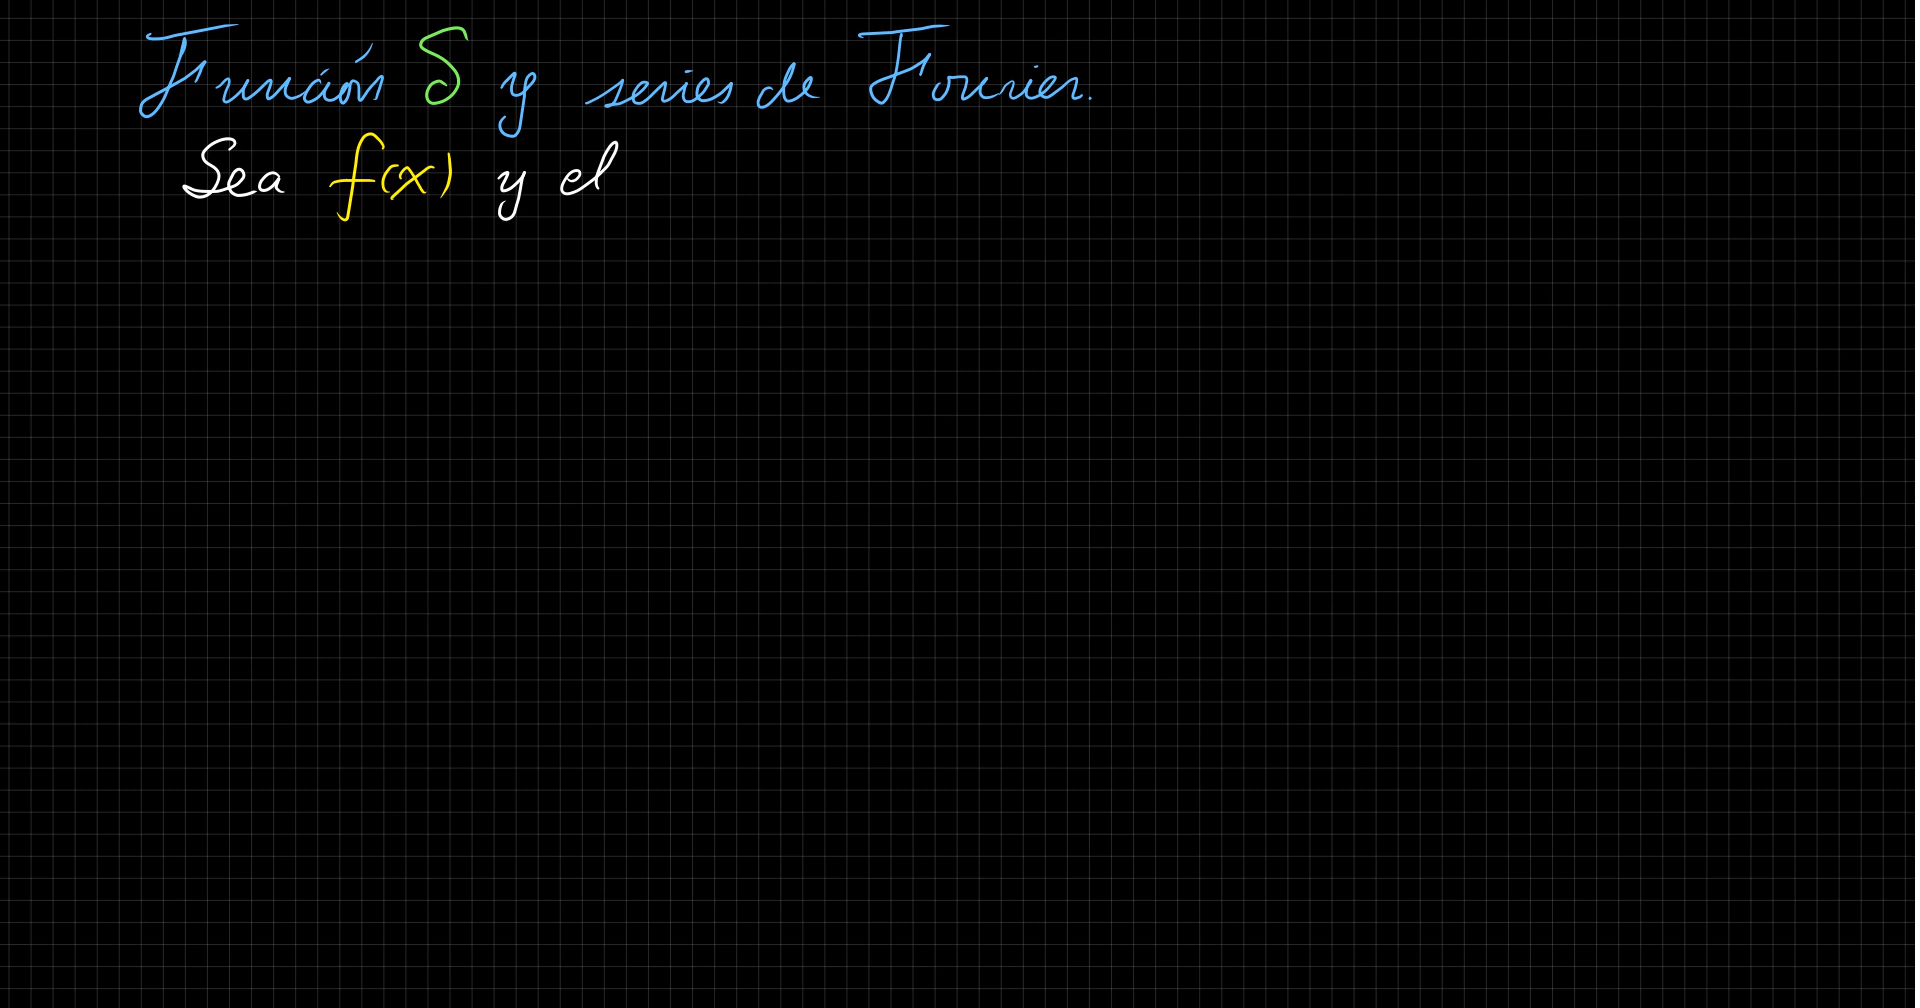 Función δ y series de Fourier.
Sea f(x) y el